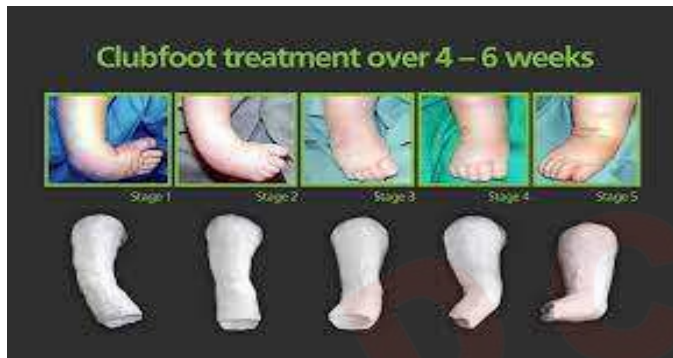 Clubfoot treatment over 4 – 6 weeks
Stage 1
Stage 2
Stage 3
Stage 4
Stage 5